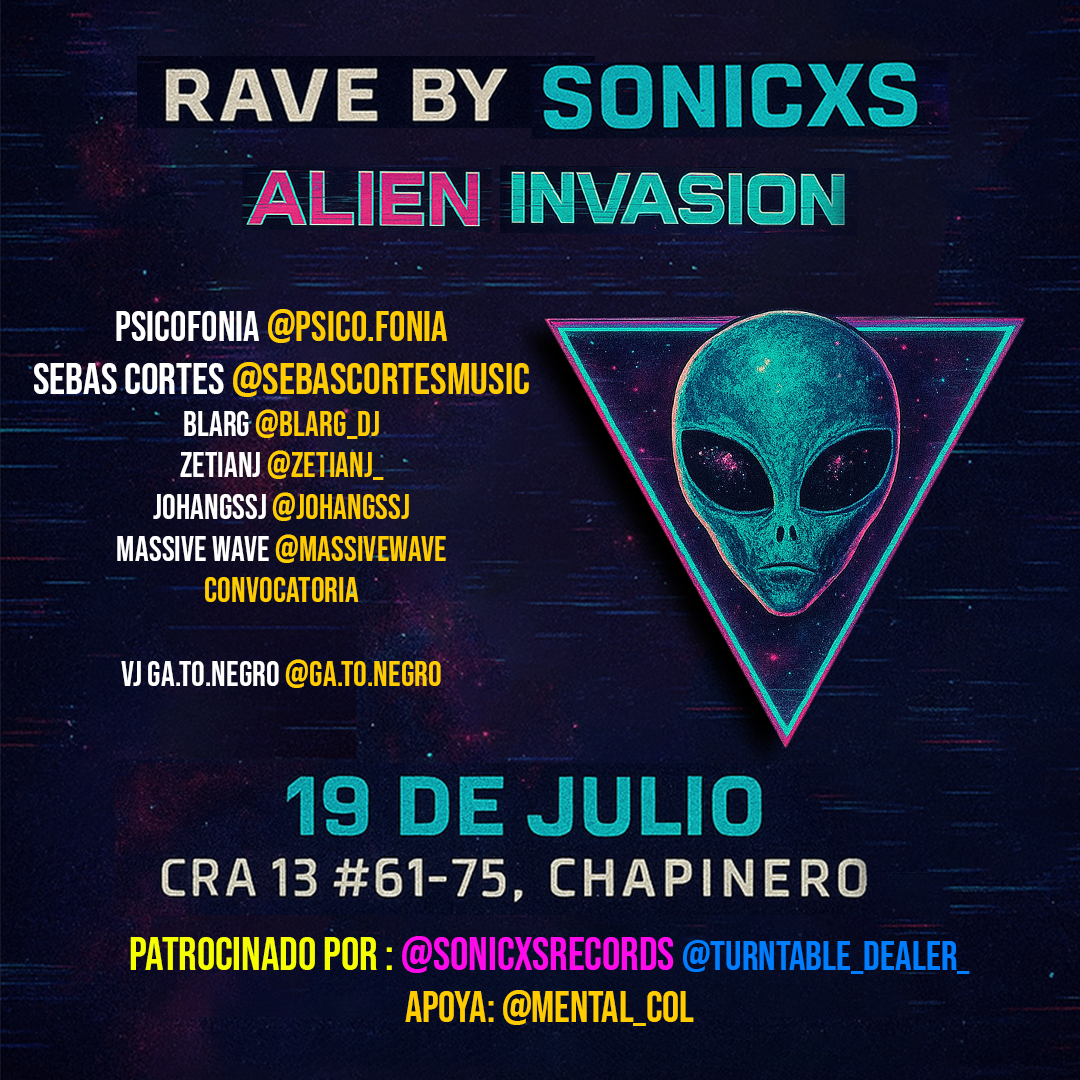 RAVE BY SONICXS
ALIEN INVASION
PSICOFONIA @PSICO.FONIA
SEBAS CORTES @SEBASCORTESMUSIC
BLARG @BLARG_DJ
ZETIANJ @ZETIANJ_
JOHANGSSJ @JOHANGSSJ
MASSIVE WAVE @MASSIVEWAVE
CONVOCATORIA
VJ GA.TO.NEGRO @GA.TO.NEGRO
19 DE JULIO
CRA 13 #61-75, CHAPINERO
PATROCINADO POR : @SONICXSRECORDS @TURNTABLE_DEALER_
APOYA: @MENTAL_COL